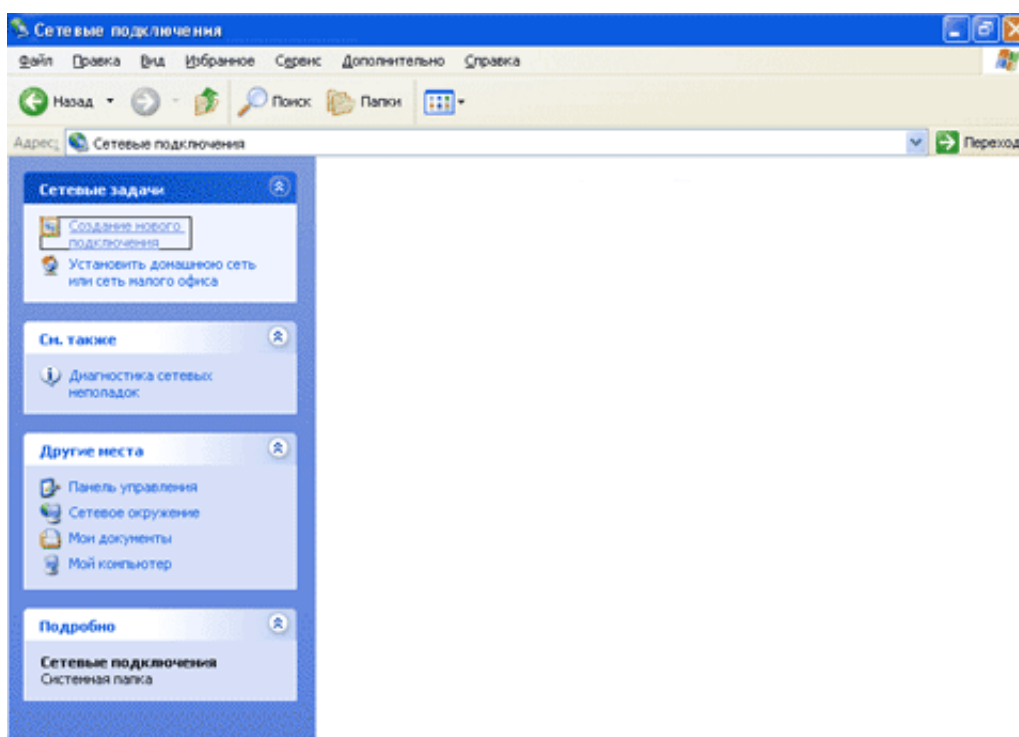 Сетевые подключения
Файл Правка Вид Избранное Сервис Дополнительно Справка
Назад Поиск Папки
Адрес: Сетевые подключения Переход
Сетевые задачи
Создание нового
подключения
Установить домашнюю сеть
или сеть малого офиса
См. также
Диагностика сетевых
неполадок
Другие места
Панель управления
Сетевое окружение
Мои документы
Мой компьютер
Подробно
Сетевые подключения
Системная папка